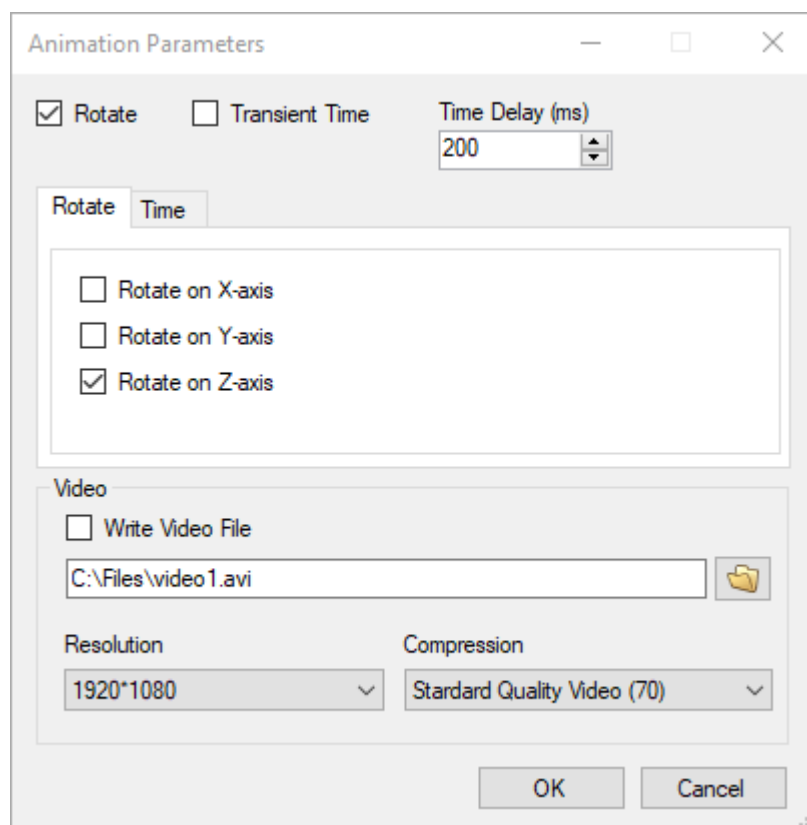 Animation Parameters
Rotate Transient Time Time Delay (ms)
200
Rotate Time
Rotate on X-axis
Rotate on Y-axis
Rotate on Z-axis
Video
Write Video File
C:\Files\video1.avi
Resolution Compression
1920*1080 Stardard Quality Video (70)
OK Cancel